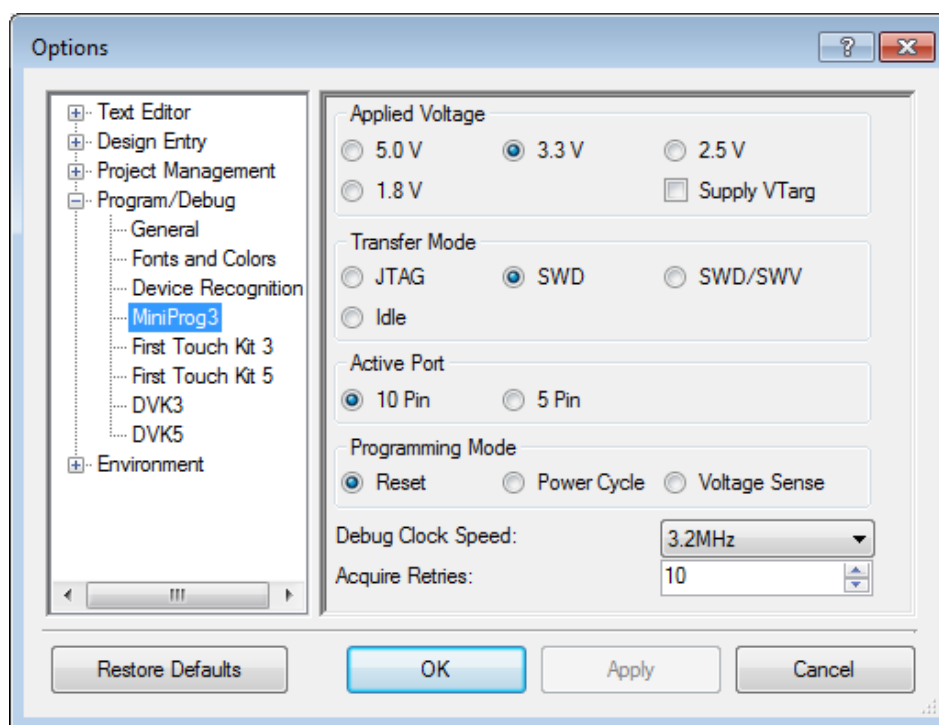 Options
Text Editor
Design Entry
Project Management
Program/Debug
General
Fonts and Colors
Device Recognition
MiniProg3
First Touch Kit 3
First Touch Kit 5
DVK3
DVK5
Environment
Applied Voltage
5.0 V 3.3 V 2.5 V
1.8 V Supply VTarg
Transfer Mode
JTAG SWD SWD/SWV
Idle
Active Port
10 Pin 5 Pin
Programming Mode
Reset Power Cycle Voltage Sense
Debug Clock Speed: 3.2MHz
Acquire Retries: 10
Restore Defaults OK Apply Cancel